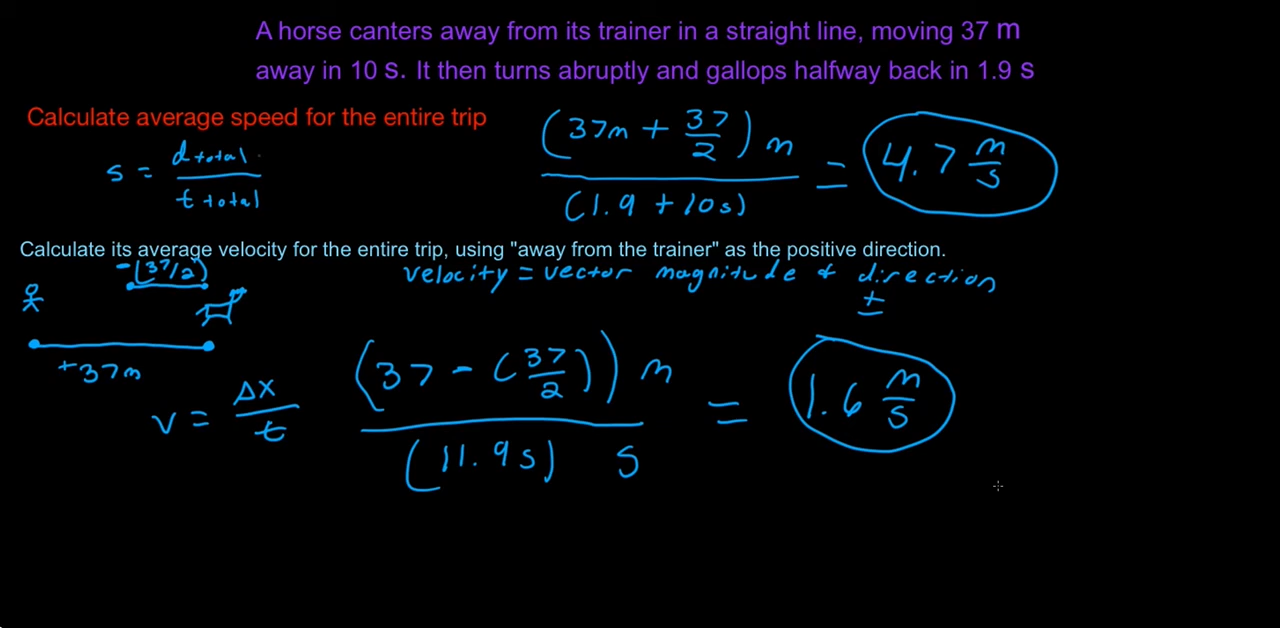 A horse canters away from its trainer in a straight line, moving 37 m
away in 10 s. It then turns abruptly and gallops halfway back in 1.9 s
Calculate average speed for the entire trip
s = d total / t total
(37m + 37/2) m / (1.9 + 10s) = 4.7 m/s
Calculate its average velocity for the entire trip, using "away from the trainer" as the positive direction.
-(37/2)
velocity = vector magnitude & direction
±
+37m
v = Δx / t
(37 - (37/2)) m / (11.9s) s = 1.6 m/s